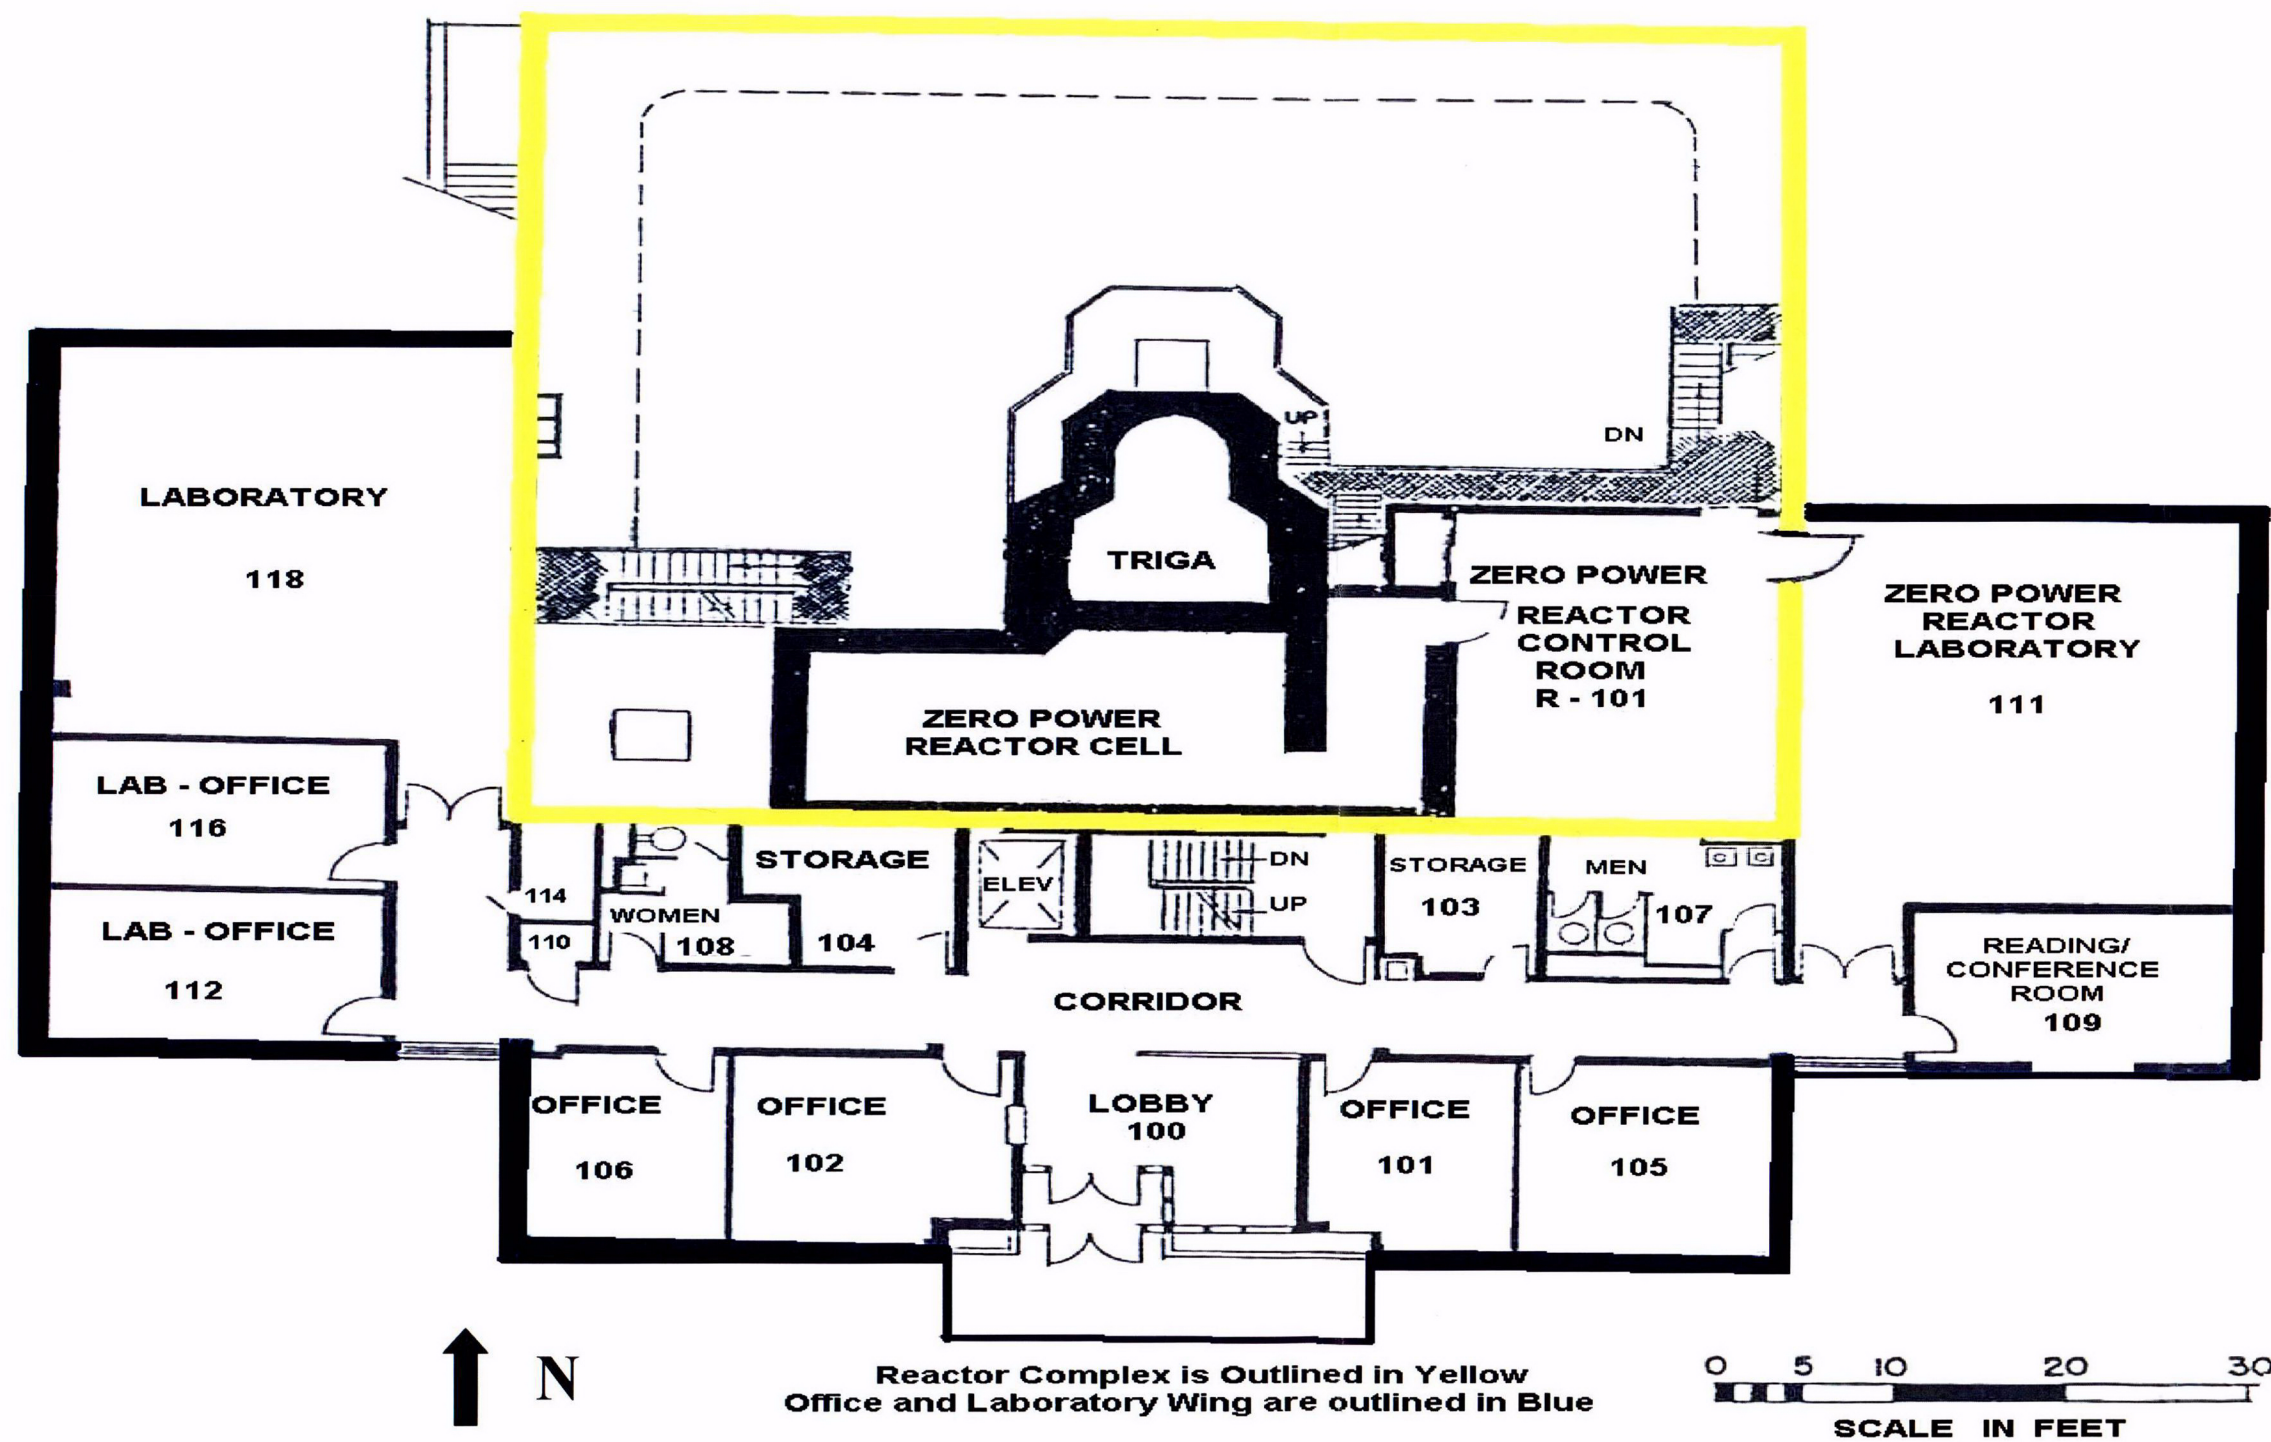 UP
DN
LABORATORY
118
TRIGA
ZERO POWER
REACTOR
CONTROL
ROOM
R - 101
ZERO POWER
REACTOR
LABORATORY
111
ZERO POWER
REACTOR CELL
LAB - OFFICE
116
LAB - OFFICE
112
114
110
WOMEN
108
STORAGE
104
ELEV
DN
UP
STORAGE
103
MEN
107
READING/
CONFERENCE
ROOM
109
CORRIDOR
OFFICE
106
OFFICE
102
LOBBY
100
OFFICE
101
OFFICE
105
N
Reactor Complex is Outlined in Yellow
Office and Laboratory Wing are outlined in Blue
0 5 10 20 30
SCALE IN FEET